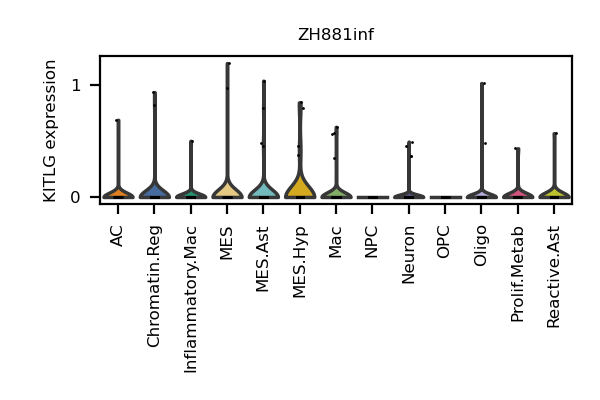 ZH881inf
KITLG expression
1
0
AC
Chromatin.Reg
Inflammatory.Mac
MES
MES.Ast
MES.Hyp
Mac
NPC
Neuron
OPC
Oligo
Prolif.Metab
Reactive.Ast